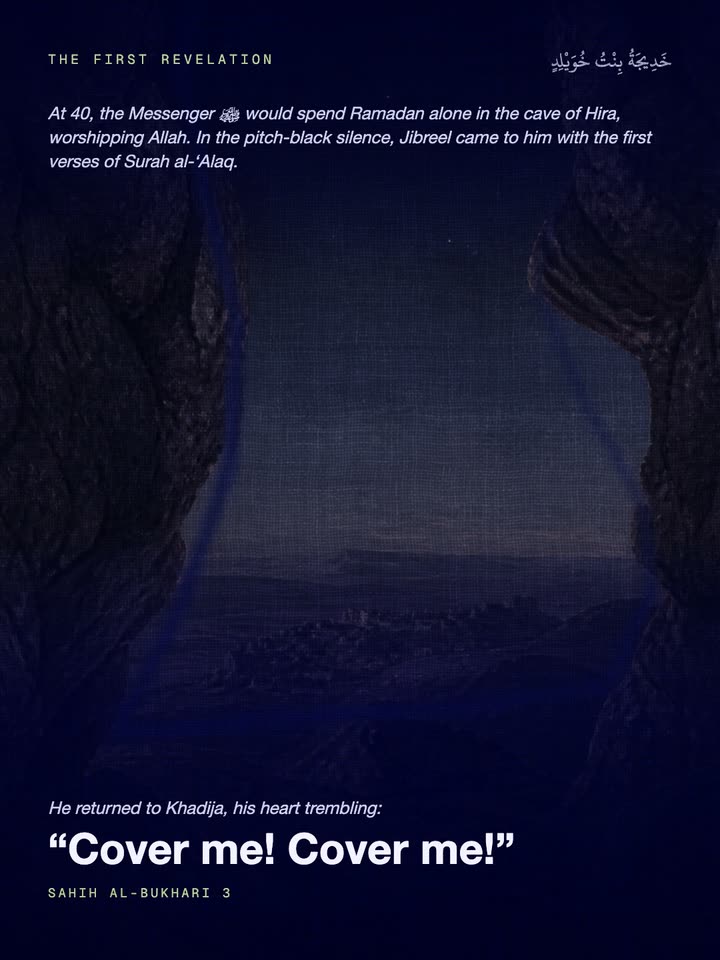 THE FIRST REVELATION
خَدِيجَةُ بِنْتُ خُوَيْلِدٍ
At 40, the Messenger ﷺ would spend Ramadan alone in the cave of Hira,
worshipping Allah. In the pitch-black silence, Jibreel came to him with the first
verses of Surah al-‘Alaq.
He returned to Khadija, his heart trembling:
“Cover me! Cover me!”
SAHIH AL-BUKHARI 3